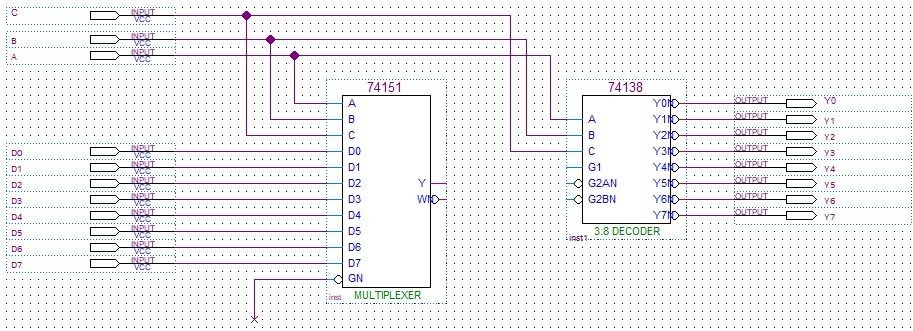 C INPUT VCC
B INPUT VCC
A INPUT VCC
74151
74138
A
B
C
D0 INPUT VCC D0
D1 INPUT VCC D1
D2 INPUT VCC D2 Y
D3 INPUT VCC D3 WN
D4 INPUT VCC D4
D5 INPUT VCC D5
D6 INPUT VCC D6
D7 INPUT VCC D7
GN
inst MULTIPLEXER
Y0N OUTPUT Y0
A Y1N OUTPUT Y1
B Y2N OUTPUT Y2
C Y3N OUTPUT Y3
G1 Y4N OUTPUT Y4
G2AN Y5N OUTPUT Y5
G2BN Y6N OUTPUT Y6
Y7N OUTPUT Y7
inst1 3:8 DECODER